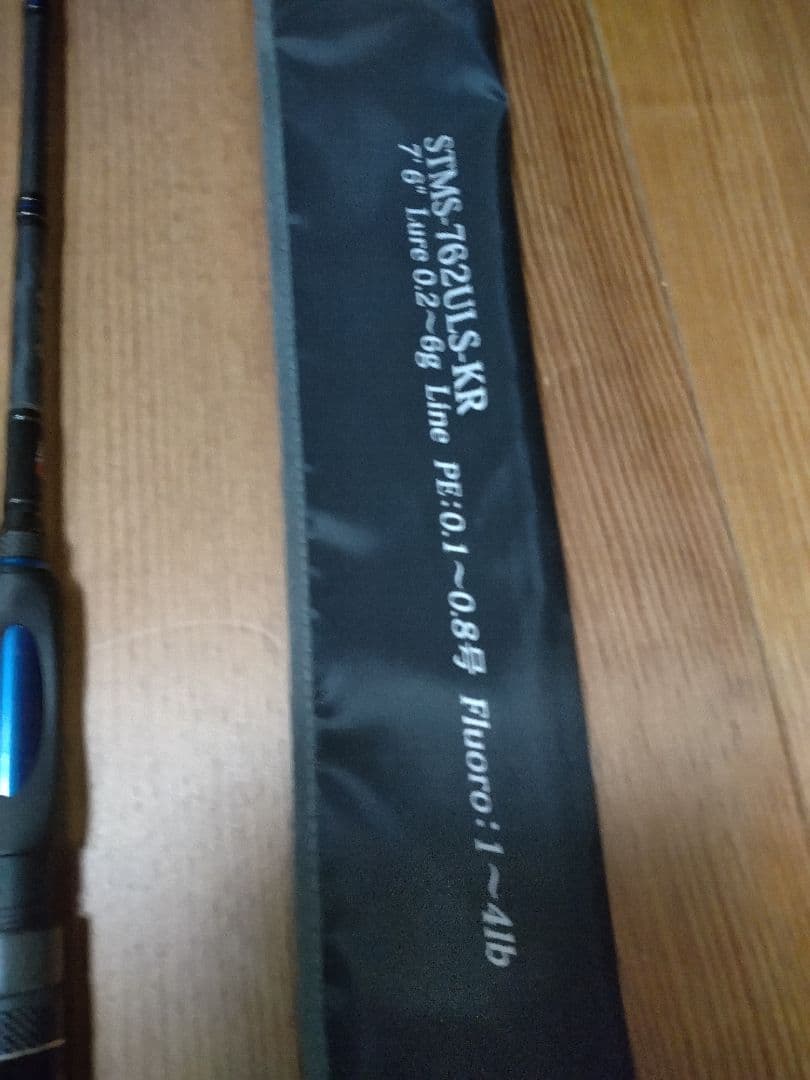 STMS-762ULS-KR
7'6" Lure 0.2～6g Line PE:0.1～0.8号 Fluoro:1～4lb